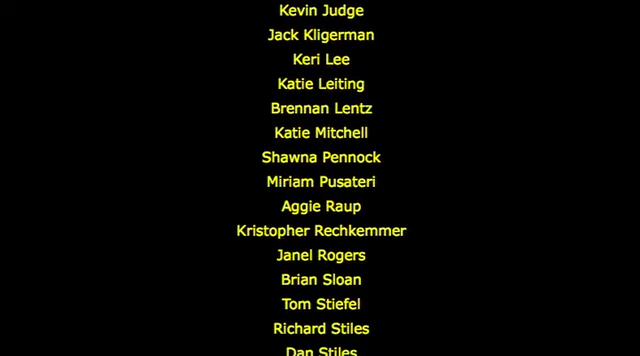 Kevin Judge
Jack Kligerman
Keri Lee
Katie Leiting
Brennan Lentz
Katie Mitchell
Shawna Pennock
Miriam Pusateri
Aggie Raup
Kristopher Rechkemmer
Janel Rogers
Brian Sloan
Tom Stiefel
Richard Stiles
Dan Stiles